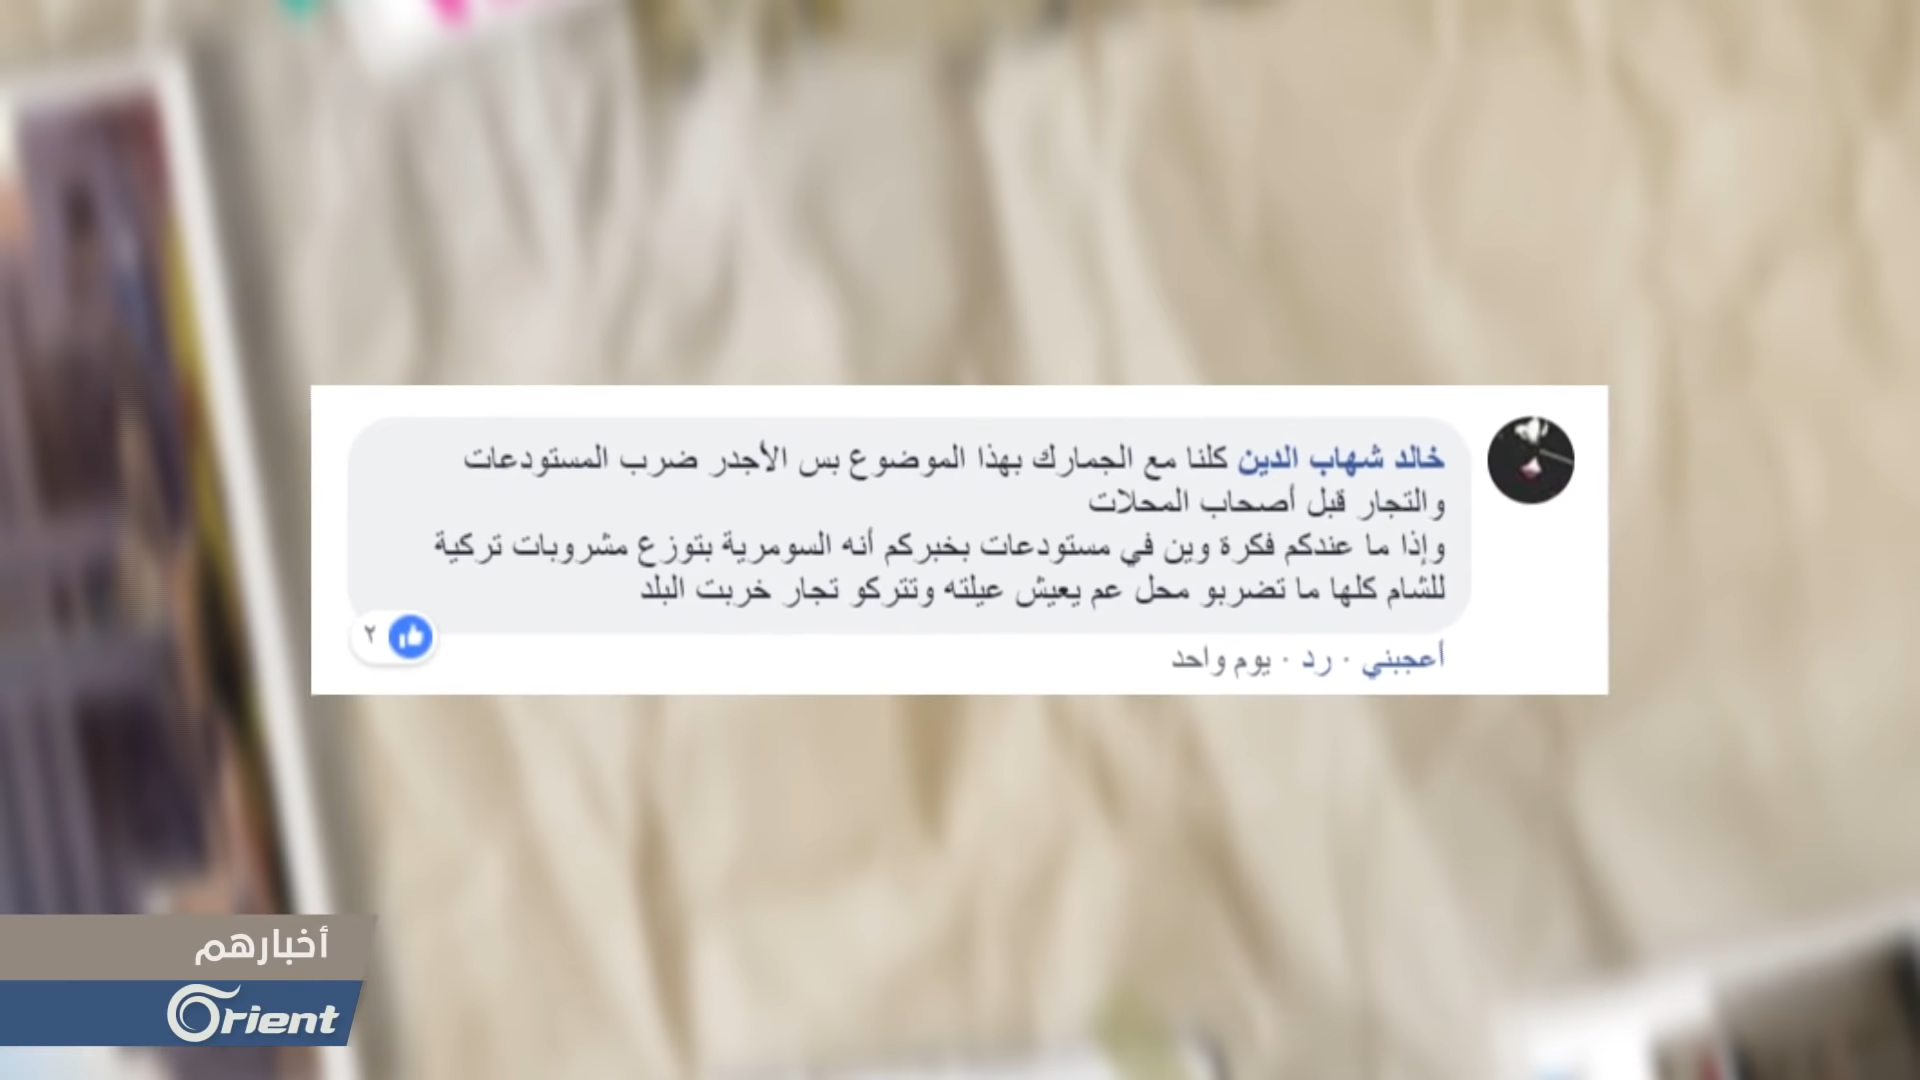 خالد شهاب الدين كلنا مع الجمارك بهذا الموضوع بس الأجدر ضرب المستودعات
والتجار قبل أصحاب المحلات
وإذا ما عندكم فكرة وين في مستودعات بخبركم أنه السومرية بتوزع مشروبات تركية
للشام كلها ما تضربو محل عم يعيش عيلته وتتركو تجار خربت البلد
٢
أعجبني · رد · يوم واحد
أخبارهم
Orient